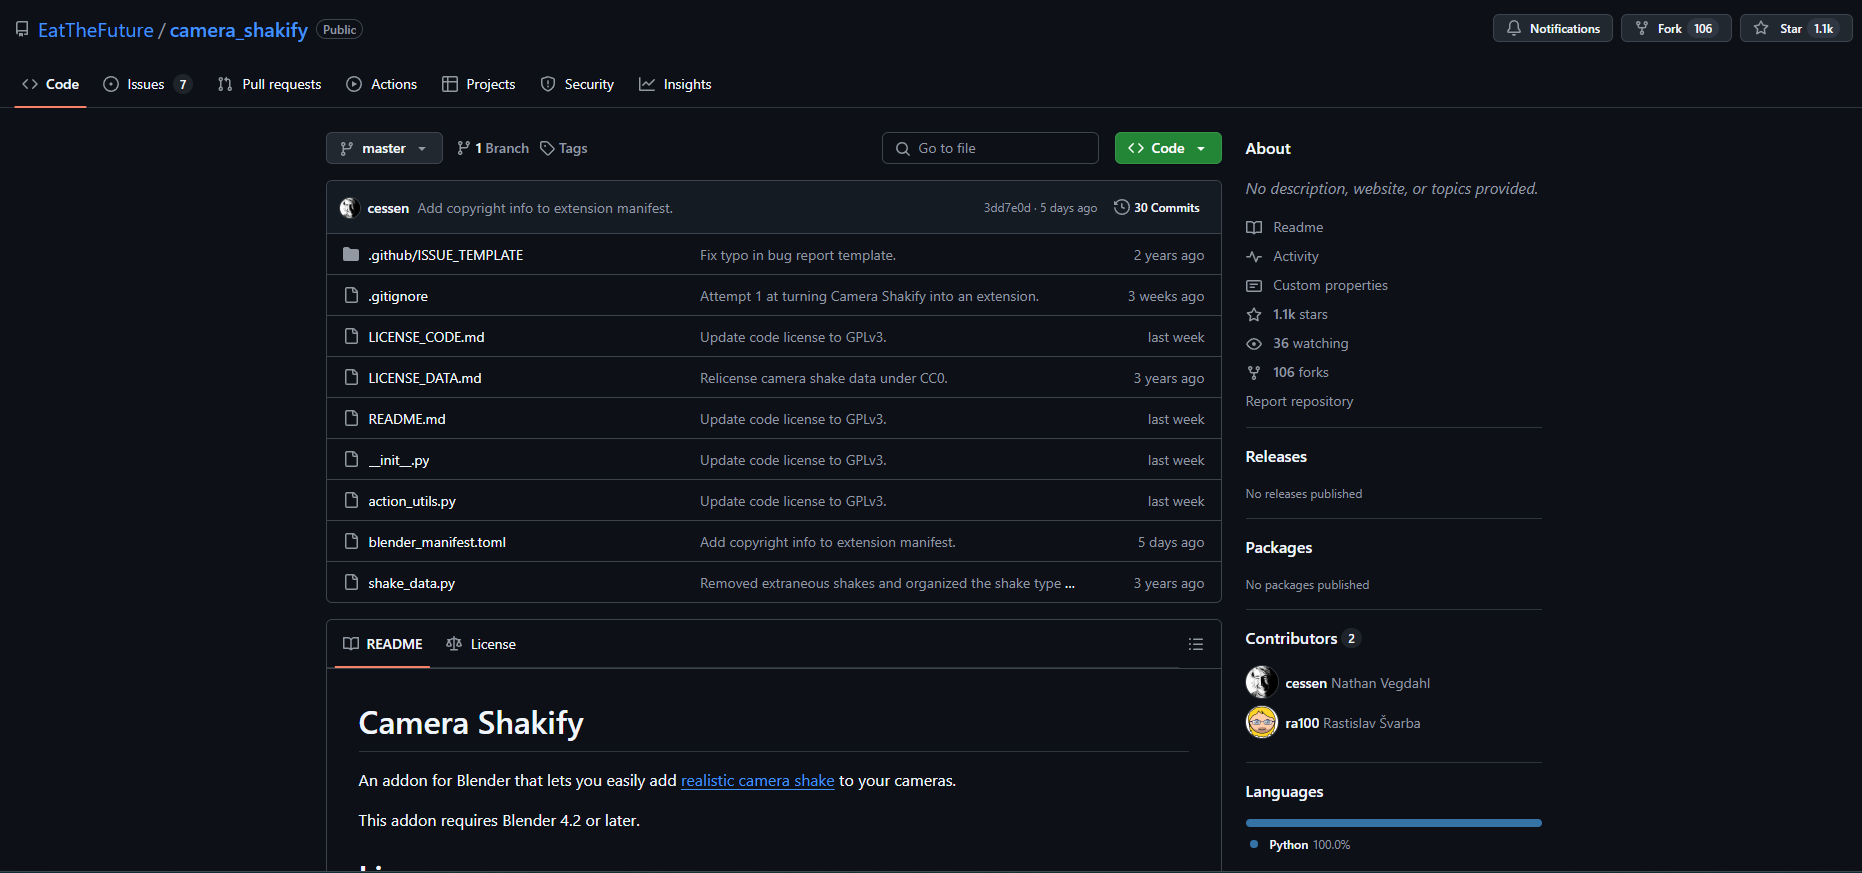 EatTheFuture / camera_shakify Public
Notifications Fork 106 Star 1.1k
Code Issues 7 Pull requests Actions Projects Security Insights
master 1 Branch Tags Go to file Code
cessen Add copyright info to extension manifest. 3dd7e0d · 5 days ago 30 Commits
.github/ISSUE_TEMPLATE Fix typo in bug report template. 2 years ago
.gitignore Attempt 1 at turning Camera Shakify into an extension. 3 weeks ago
LICENSE_CODE.md Update code license to GPLv3. last week
LICENSE_DATA.md Relicense camera shake data under CC0. 3 years ago
README.md Update code license to GPLv3. last week
__init__.py Update code license to GPLv3. last week
action_utils.py Update code license to GPLv3. last week
blender_manifest.toml Add copyright info to extension manifest. 5 days ago
shake_data.py Removed extraneous shakes and organized the shake type ... 3 years ago
README License
Camera Shakify
An addon for Blender that lets you easily add realistic camera shake to your cameras.
This addon requires Blender 4.2 or later.
About
No description, website, or topics provided.
Readme
Activity
Custom properties
1.1k stars
36 watching
106 forks
Report repository
Releases
No releases published
Packages
No packages published
Contributors 2
cessen Nathan Vegdahl
ra100 Rastislav Švarba
Languages
Python 100.0%